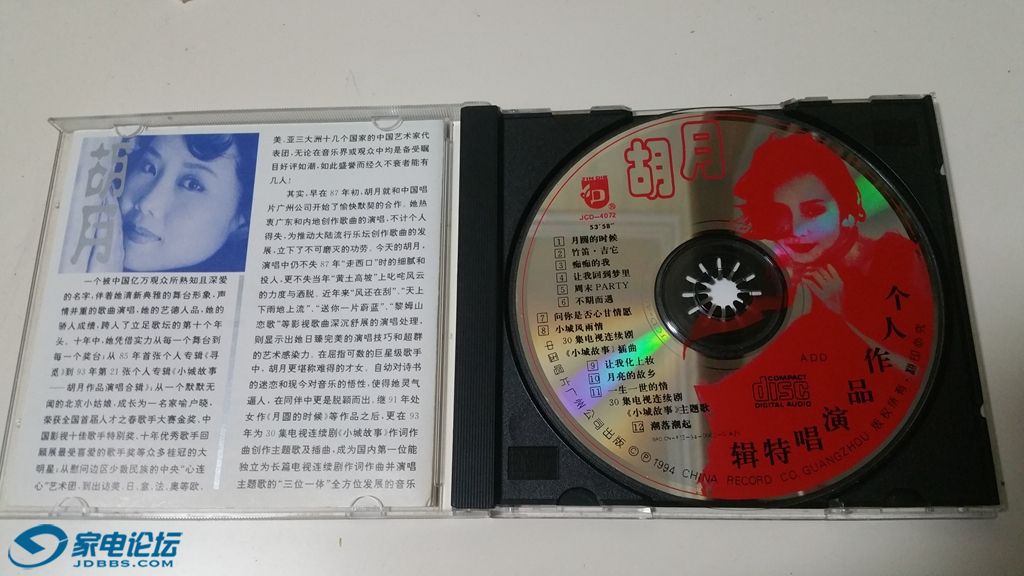 胡月
一个被中国亿万观众所熟知且深爱
的名字,伴着她清新典雅的舞台形象,声
情并重的歌曲演唱,她的艺德人品,她的
骄人成绩,跨人了立足歌坛的第十个年
头。十年中,她凭借实力从每一个舞台到
每一个奖台:从85年首张个人专辑《寻
觅》到93年第21张个人专辑《小城故事
——胡月作品演唱合辑》;从一个默默无
闻的北京小姑娘,成长为一名家喻户晓,
荣获全国首届人才之春歌手大赛金奖,中
国影视十佳歌手特别奖、十年优秀歌手回
顾展最受喜爱的歌手奖等众多桂冠的大
明星;从慰问边区少数民族的中央“心连
心”艺术团,到出访英、日、意、法、奥等欧、
美、亚三大洲十几个国家的中国艺术家代
表团,无论在音乐界或观众中均是备受瞩
目好评如潮,如此盛誉而经久不衰者能有
几人!
其实,早在87年初,胡月就和中国唱
片广州公司开始了愉快默契的合作。她热
衷广东和内地创作歌曲的演唱,不计个人
得失,为推动大陆流行乐坛创作歌曲的发
展,立下了不可磨灭的功劳。今天的胡月,
演唱中仍不失87年“走西口”时的细腻和
投人,更不失当年“黄土高坡”上叱咤风云
的力度与洒脱。近年来“风还在刮”、“天上
下雨地上流”、“送你一片蔚蓝”、“黎姆山
恋歌”等影视歌曲深沉舒展的演唱处理,
则显示出她日臻完美的演唱技巧和超群
的艺术感染力。在屈指可数的巨星级歌手
中,胡月更堪称难得的才女。自幼对诗书
的迷恋和现今对音乐的悟性,使得她灵气
逼人,在同伴中更是脱颖而出。继91年处
女作《月圆的时候》等作品之后,更在93
年为30集电视连续剧《小城故事》作词作
曲创作主题歌及插曲,成为国内第一位能
独立为长篇电视连续剧作词作曲并演唱
主题歌的“三位一体”全方位发展的音乐
胡月
JCD-4072
53'58"
1 月圆的时候
2 竹笛·吉它
3 痴痴的我
4 让我回到梦里
5 周末PARTY
6 不期而遇
7 问你是否心甘情愿
8 小城风雨情
30集电视连续剧
《小城故事》插曲
9 让我化上妆
10 月亮的故乡
11 一生一世的情
30集电视连续剧
《小城故事》主题歌
12 潮落潮起
ADD
COMPACT
disc
DIGITAL AUDIO
个人作品演唱特辑
©℗1994 CHINA RECORD CO.GUANGZHOU
家电论坛
JDBBS.COM